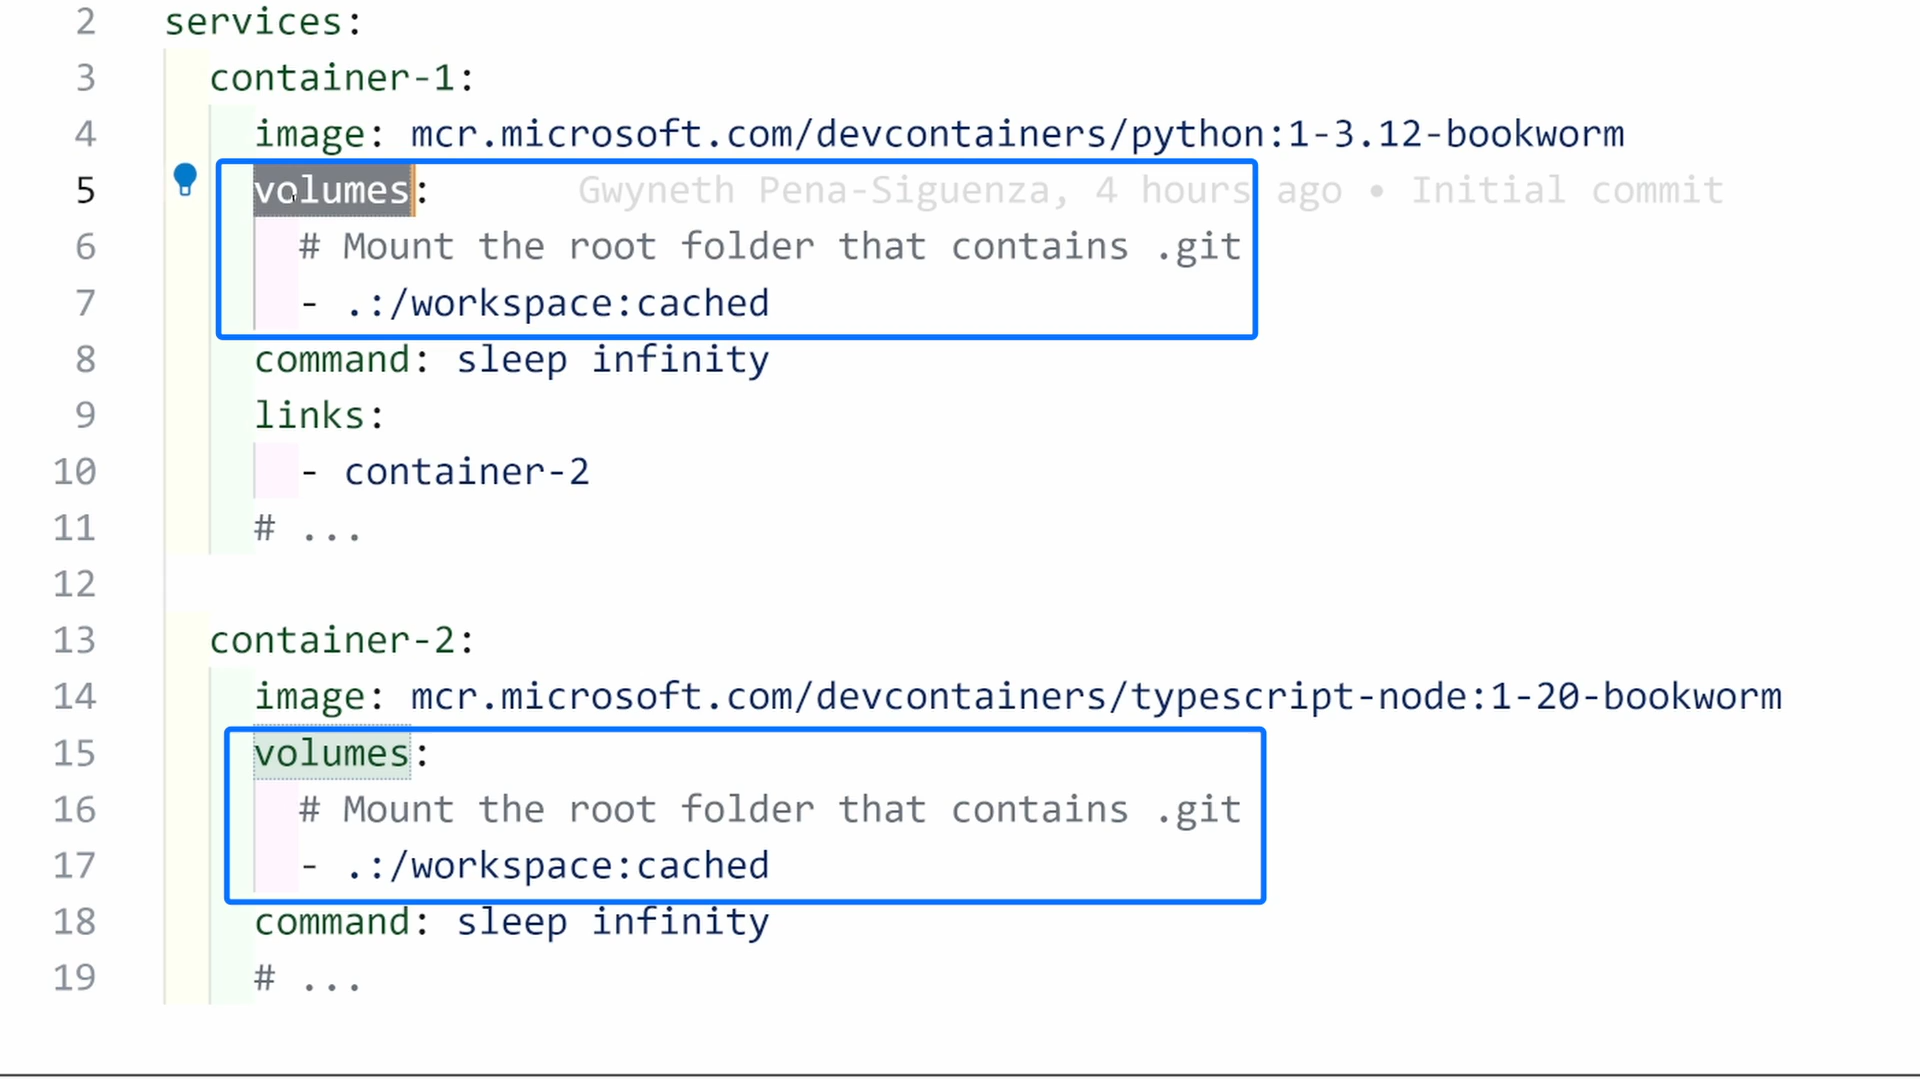 2 services:
3 container-1:
4 image: mcr.microsoft.com/devcontainers/python:1-3.12-bookworm
5 volumes: Gwyneth Pena-Siguenza, 4 hours ago • Initial commit
6 # Mount the root folder that contains .git
7 - .:/workspace:cached
8 command: sleep infinity
9 links:
10 - container-2
11 # ...
12
13 container-2:
14 image: mcr.microsoft.com/devcontainers/typescript-node:1-20-bookworm
15 volumes:
16 # Mount the root folder that contains .git
17 - .:/workspace:cached
18 command: sleep infinity
19 # ...